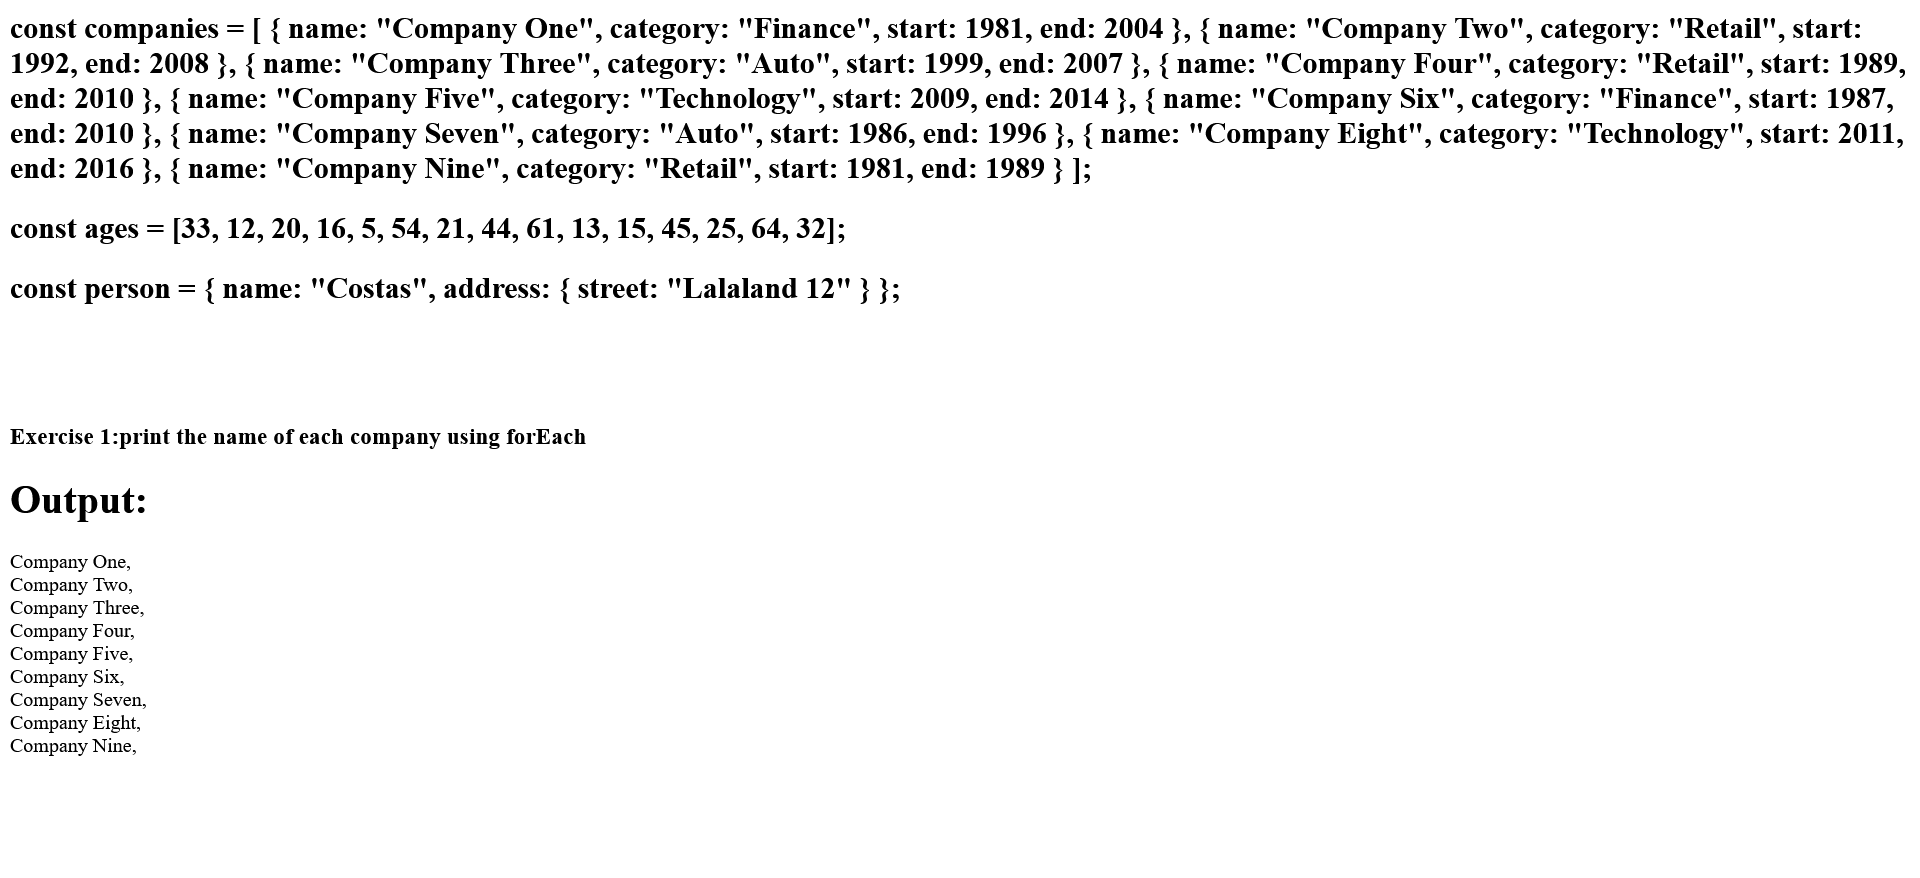 const companies = [ { name: "Company One", category: "Finance", start: 1981, end: 2004 }, { name: "Company Two", category: "Retail", start:
1992, end: 2008 }, { name: "Company Three", category: "Auto", start: 1999, end: 2007 }, { name: "Company Four", category: "Retail", start: 1989,
end: 2010 }, { name: "Company Five", category: "Technology", start: 2009, end: 2014 }, { name: "Company Six", category: "Finance", start: 1987,
end: 2010 }, { name: "Company Seven", category: "Auto", start: 1986, end: 1996 }, { name: "Company Eight", category: "Technology", start: 2011,
end: 2016 }, { name: "Company Nine", category: "Retail", start: 1981, end: 1989 } ];
const ages = [33, 12, 20, 16, 5, 54, 21, 44, 61, 13, 15, 45, 25, 64, 32];
const person = { name: "Costas", address: { street: "Lalaland 12" } };
Exercise 1:print the name of each company using forEach
Output:
Company One,
Company Two,
Company Three,
Company Four,
Company Five,
Company Six,
Company Seven,
Company Eight,
Company Nine,